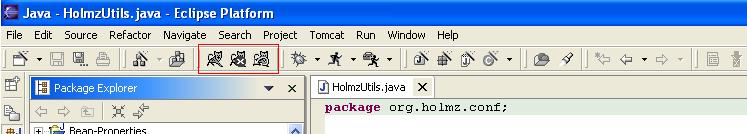 Java - HolmzUtils.java - Eclipse Platform
File Edit Source Refactor Navigate Search Project Tomcat Run Window Help
Package Explorer
HolmzUtils.java
package org.holmz.conf;
Bean-Properties